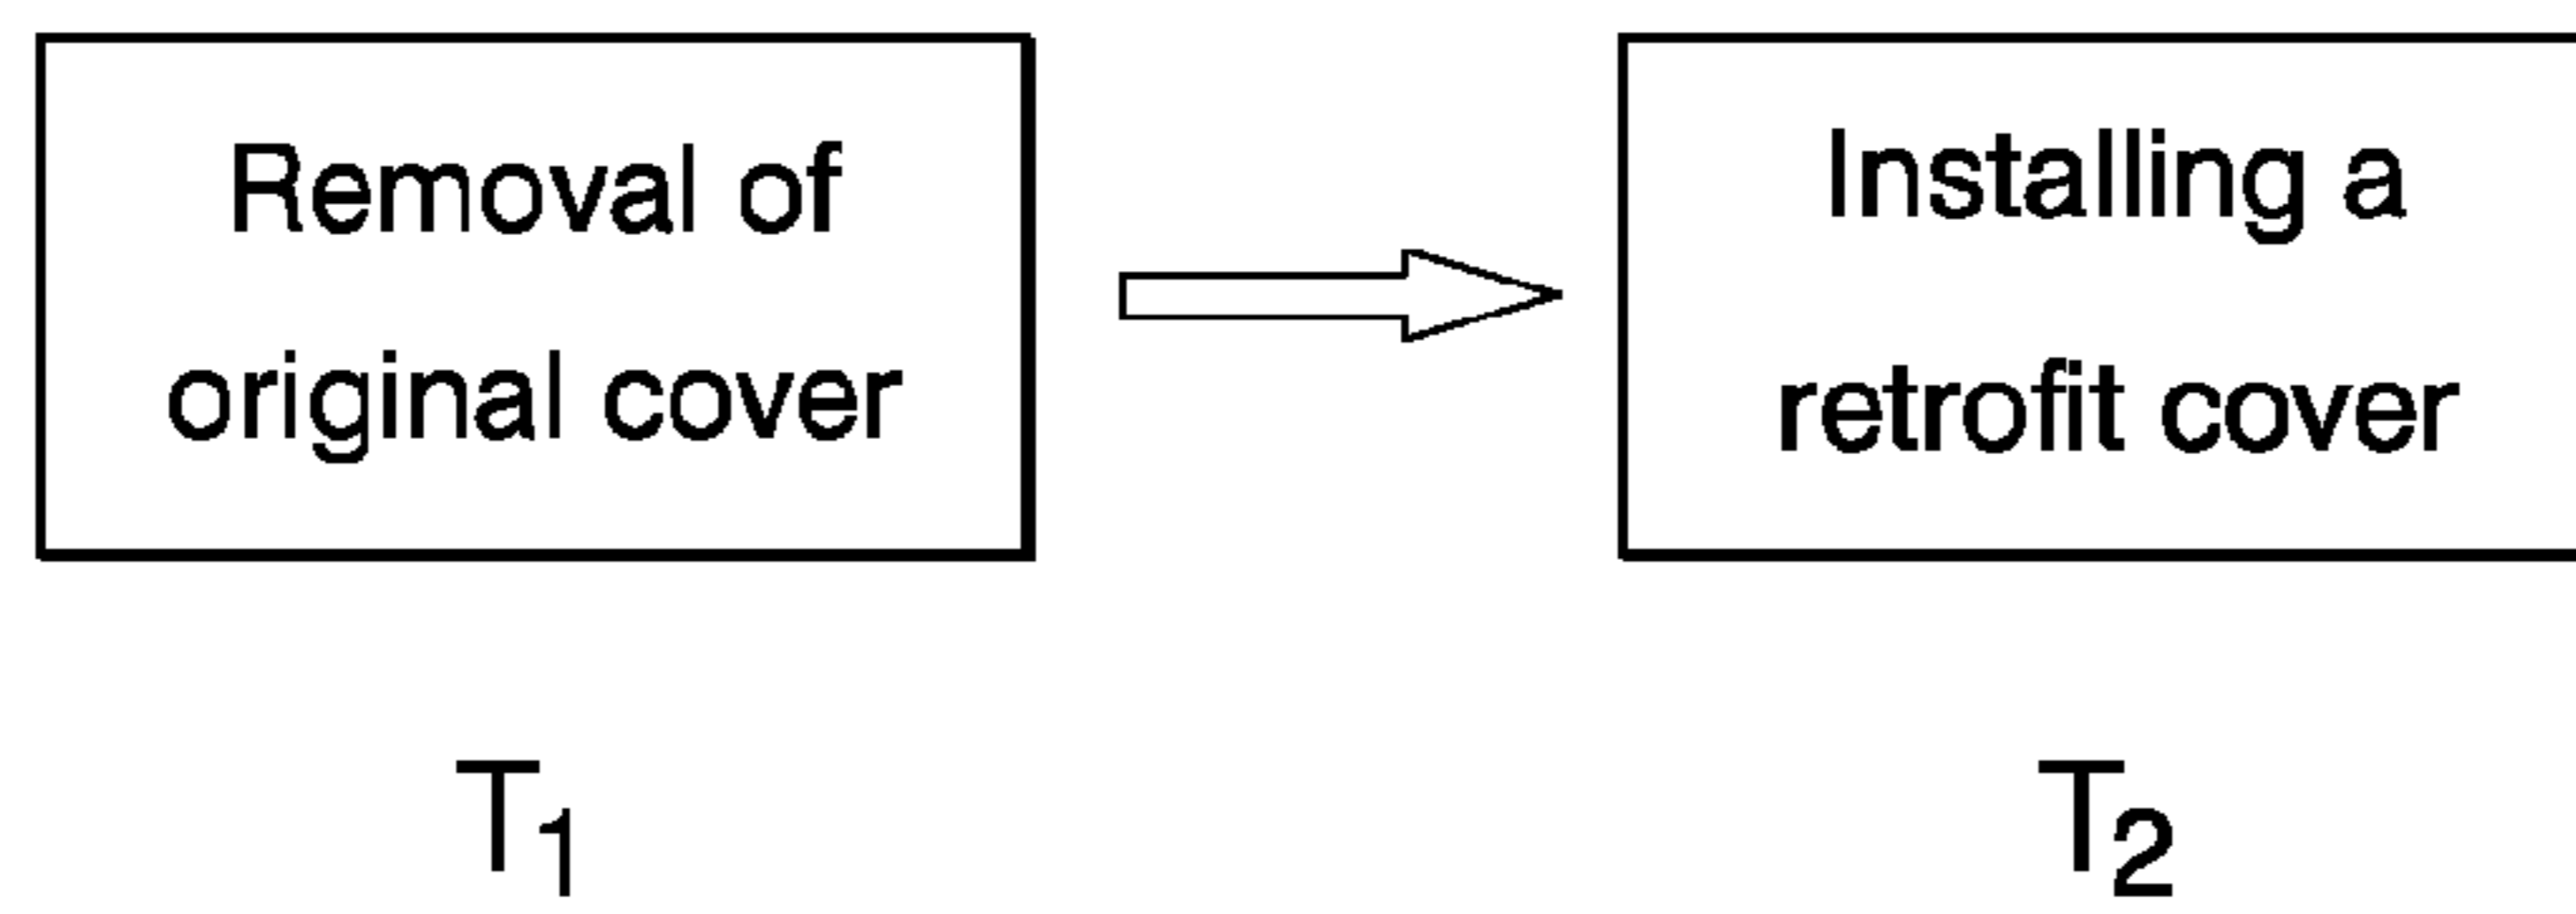 Removal of
original cover
Installing a
retrofit cover
T1
T2